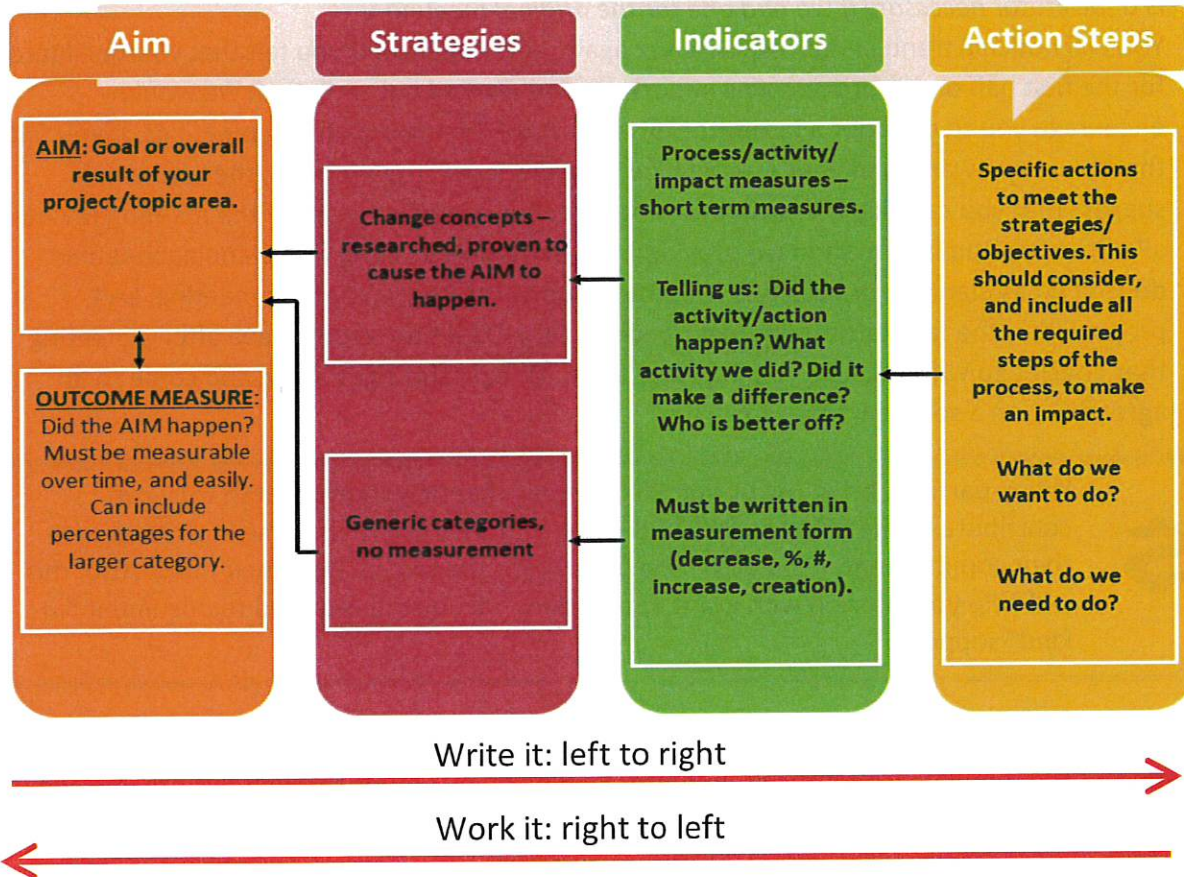 Aim
AIM: Goal or overall
result of your
project/topic area.
OUTCOME MEASURE:
Did the AIM happen?
Must be measurable
over time, and easily.
Can include
percentages for the
larger category.
Strategies
Change concepts –
researched, proven to
cause the AIM to
happen.
Generic categories,
no measurement
Indicators
Process/activity/
impact measures –
short term measures.
Telling us: Did the
activity/action
happen? What
activity we did? Did it
make a difference?
Who is better off?
Must be written in
measurement form
(decrease, %, #,
increase, creation).
Action Steps
Specific actions
to meet the
strategies/
objectives. This
should consider,
and include all
the required
steps of the
process, to make
an impact.
What do we
want to do?
What do we
need to do?
Write it: left to right
Work it: right to left